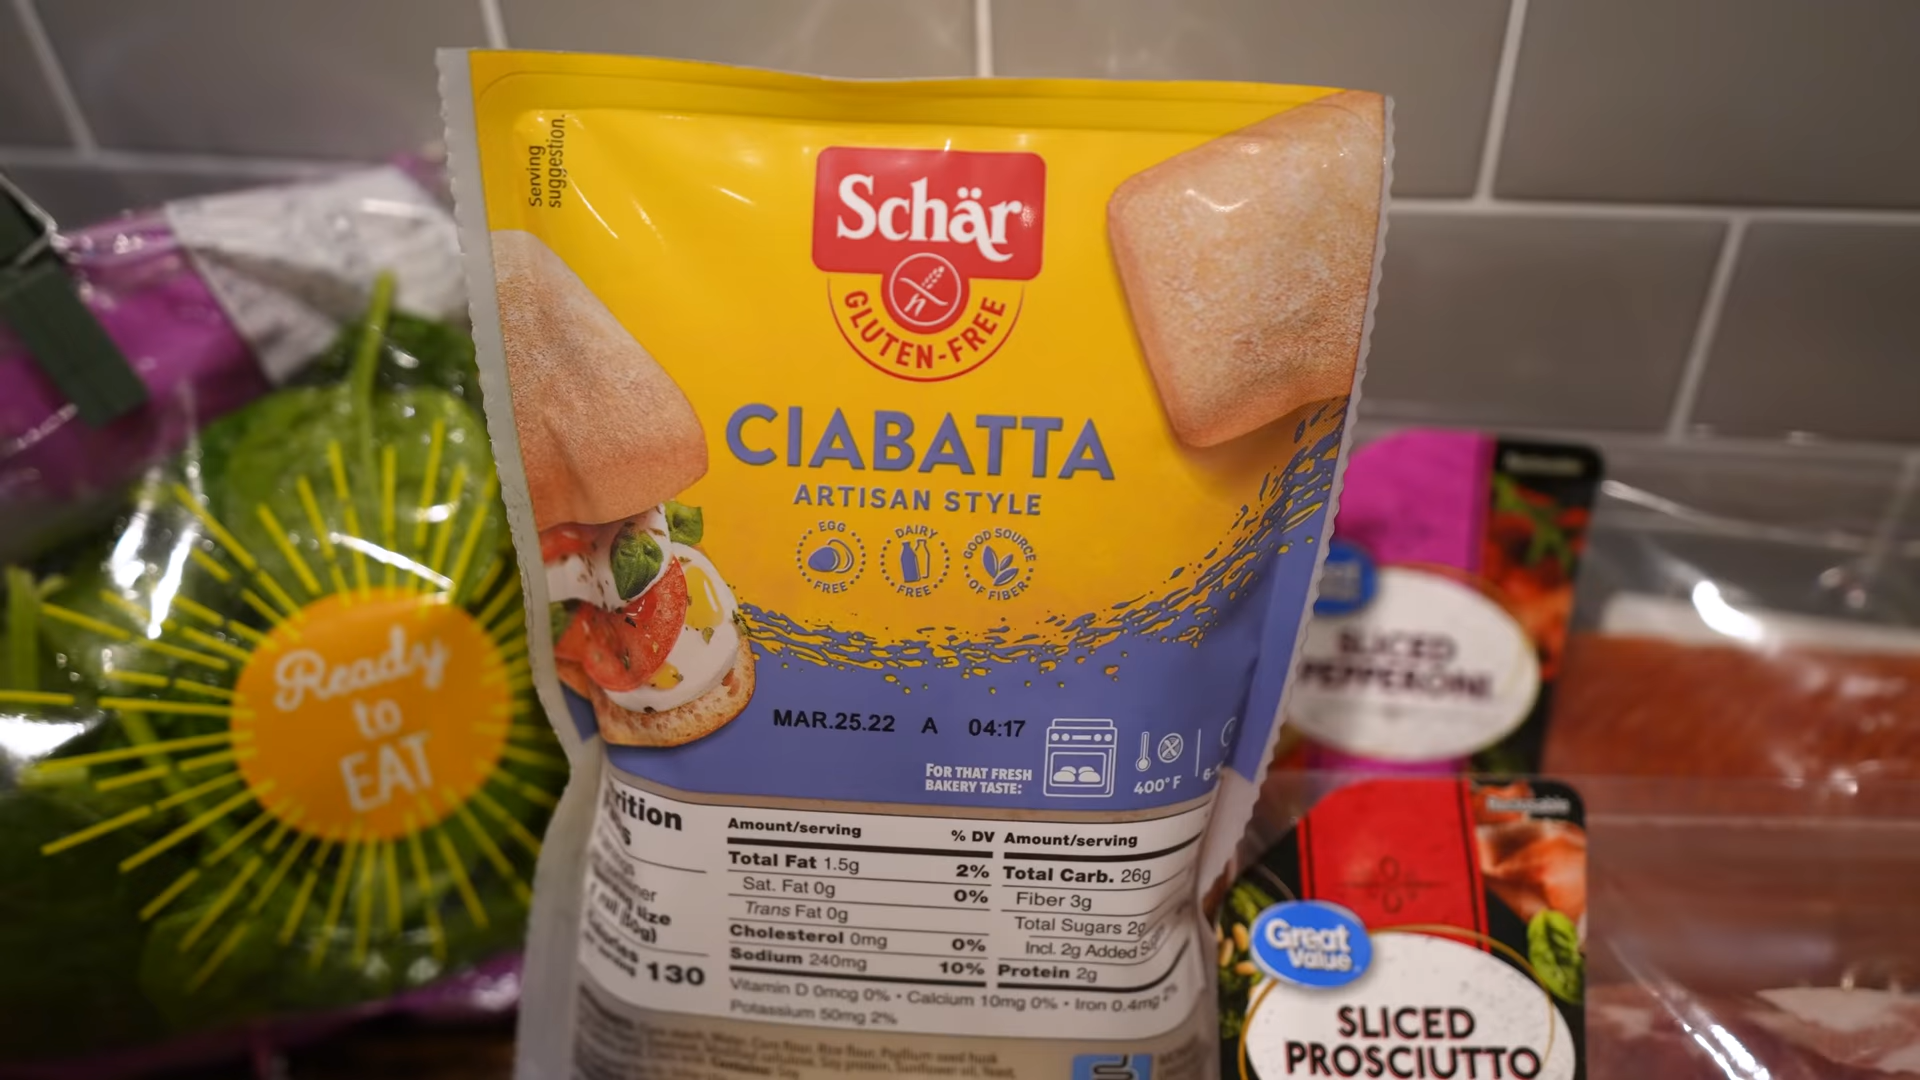 Serving
suggestion.
Schär
GLUTEN-FREE
CIABATTA
ARTISAN STYLE
EGG
FREE
DAIRY
FREE
GOOD SOURCE
OF FIBER
MAR.25.22 A 04:17
FOR THAT FRESH
BAKERY TASTE:
400°F
Amount/serving % DV Amount/serving
Total Fat 1.5g 2% Total Carb. 26g
Sat. Fat 0g 0% Fiber 3g
Trans Fat 0g Total Sugars 2g
Cholesterol 0mg 0% Incl. 2g Added
Sodium 240mg 10% Protein 2g
130
Vitamin D 0mcg 0% • Calcium 10mg 0% • Iron 0.4mg 2%
Potassium 50mg 2%
Ready
to
EAT
SLICED
PEPPERONI
Great
Value
SLICED
PROSCIUTTO